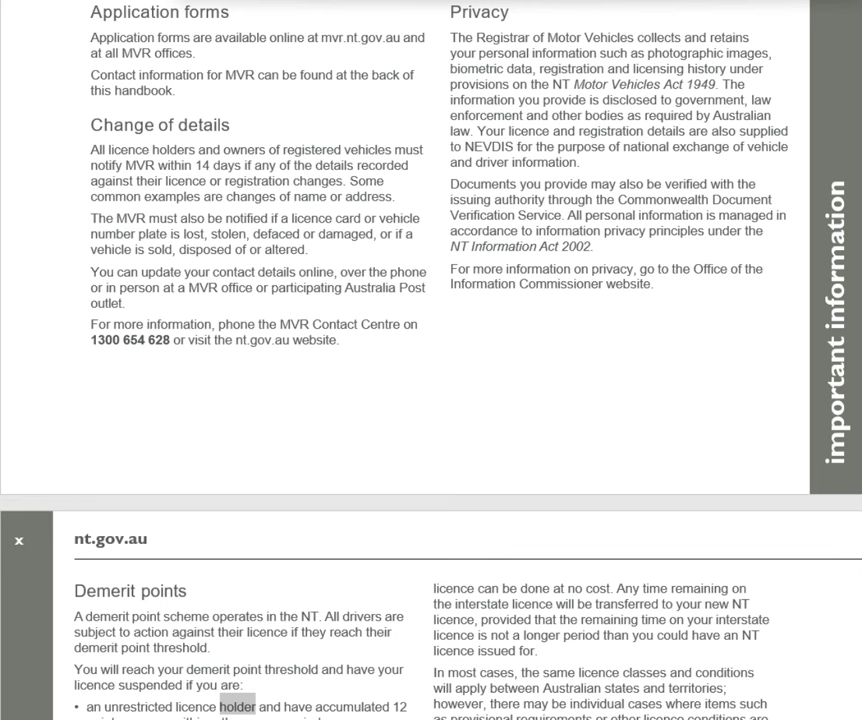 Application forms
Application forms are available online at mvr.nt.gov.au and
at all MVR offices.
Contact information for MVR can be found at the back of
this handbook.
Change of details
All licence holders and owners of registered vehicles must
notify MVR within 14 days if any of the details recorded
against their licence or registration changes. Some
common examples are changes of name or address.
The MVR must also be notified if a licence card or vehicle
number plate is lost, stolen, defaced or damaged, or if a
vehicle is sold, disposed of or altered.
You can update your contact details online, over the phone
or in person at a MVR office or participating Australia Post
outlet.
For more information, phone the MVR Contact Centre on
1300 654 628 or visit the nt.gov.au website.
Privacy
The Registrar of Motor Vehicles collects and retains
your personal information such as photographic images,
biometric data, registration and licensing history under
provisions on the NT Motor Vehicles Act 1949. The
information you provide is disclosed to government, law
enforcement and other bodies as required by Australian
law. Your licence and registration details are also supplied
to NEVDIS for the purpose of national exchange of vehicle
and driver information.
Documents you provide may also be verified with the
issuing authority through the Commonwealth Document
Verification Service. All personal information is managed in
accordance to information privacy principles under the
NT Information Act 2002.
For more information on privacy, go to the Office of the
Information Commissioner website.
important information
x
nt.gov.au
Demerit points
A demerit point scheme operates in the NT. All drivers are
subject to action against their licence if they reach their
demerit point threshold.
You will reach your demerit point threshold and have your
licence suspended if you are:
• an unrestricted licence holder and have accumulated 12
licence can be done at no cost. Any time remaining on
the interstate licence will be transferred to your new NT
licence, provided that the remaining time on your interstate
licence is not a longer period than you could have an NT
licence issued for.
In most cases, the same licence classes and conditions
will apply between Australian states and territories;
however, there may be individual cases where items such
as provisional requirements or other licence conditions are